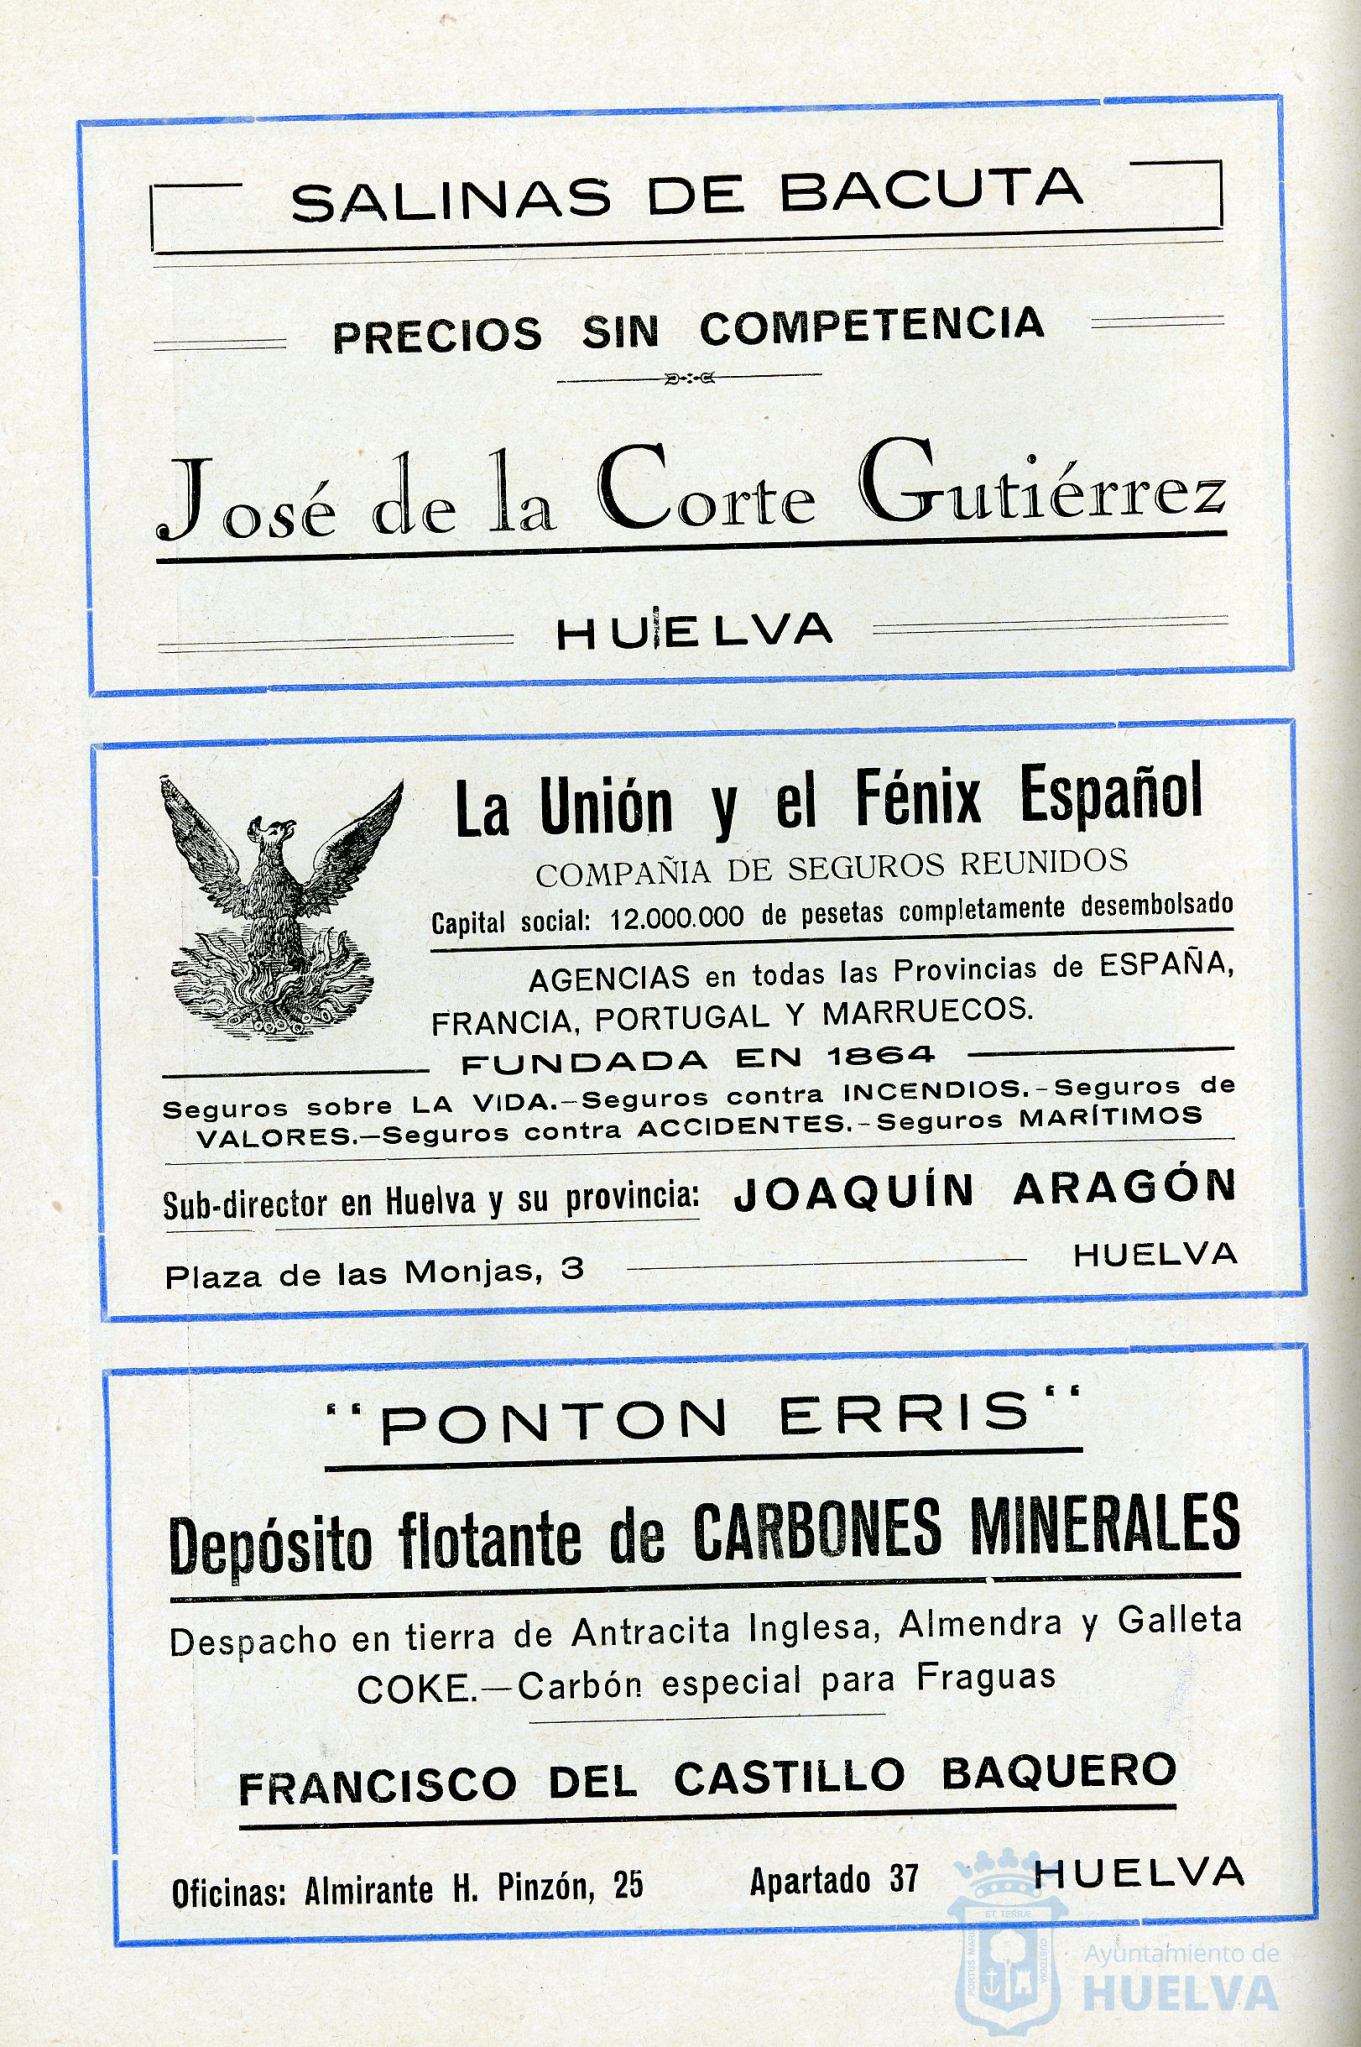 SALINAS DE BACUTA
PRECIOS SIN COMPETENCIA
José de la Corte Gutiérrez
HUELVA
La Unión y el Fénix Español
COMPAÑIA DE SEGUROS REUNIDOS
Capital social: 12.000.000 de pesetas completamente desembolsado
AGENCIAS en todas las Provincias de ESPAÑA,
FRANCIA, PORTUGAL Y MARRUECOS.
FUNDADA EN 1864
Seguros sobre LA VIDA.—Seguros contra INCENDIOS.-Seguros de
VALORES.—Seguros contra ACCIDENTES.-Seguros MARÍTIMOS
Sub-director en Huelva y su provincia: JOAQUÍN ARAGÓN
Plaza de las Monjas, 3 HUELVA
"PONTON ERRIS"
Depósito flotante de CARBONES MINERALES
Despacho en tierra de Antracita Inglesa, Almendra y Galleta
COKE.—Carbón especial para Fraguas
FRANCISCO DEL CASTILLO BAQUERO
Oficinas: Almirante H. Pinzón, 25 Apartado 37 HUELVA
PORTUS MARIS ET TERRÆ CUSTODIA
Ayuntamiento de
HUELVA